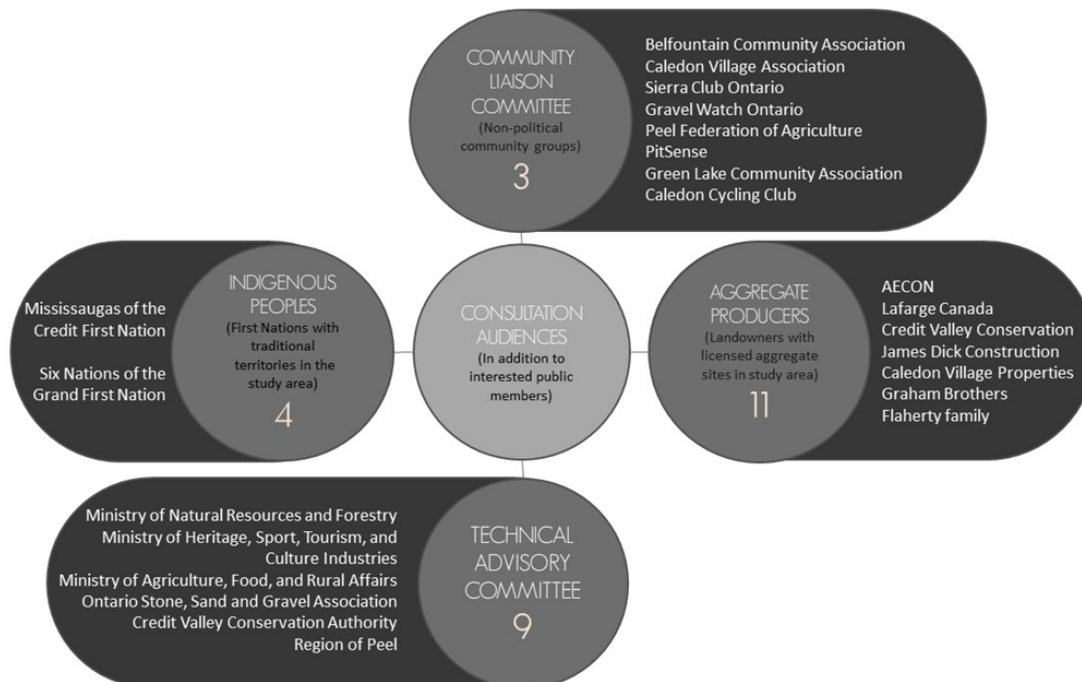 COMMUNITY
LIAISON
COMMITTEE
(Non-political
community groups)
3
Belfountain Community Association
Caledon Village Association
Sierra Club Ontario
Gravel Watch Ontario
Peel Federation of Agriculture
PitSense
Green Lake Community Association
Caledon Cycling Club
Mississaugas of the
Credit First Nation
Six Nations of the
Grand First Nation
INDIGENOUS
PEOPLES
(First Nations with
traditional
territories in the
study area)
4
CONSULTATION
AUDIENCES
(In addition to
interested public
members)
AGGREGATE
PRODUCERS
(Landowners with
licensed aggregate
sites in study area)
11
AECON
Lafarge Canada
Credit Valley Conservation
James Dick Construction
Caledon Village Properties
Graham Brothers
Flaherty family
Ministry of Natural Resources and Forestry
Ministry of Heritage, Sport, Tourism, and
Culture Industries
Ministry of Agriculture, Food, and Rural Affairs
Ontario Stone, Sand and Gravel Association
Credit Valley Conservation Authority
Region of Peel
TECHNICAL
ADVISORY
COMMITTEE
9